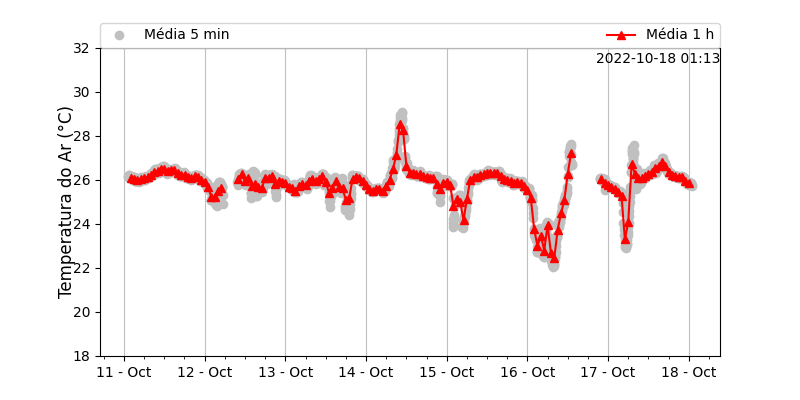 Média 5 min
Média 1 h
2022-10-18 01:13
Temperatura do Ar (°C)
32
30
28
26
24
22
20
18
11 - Oct
12 - Oct
13 - Oct
14 - Oct
15 - Oct
16 - Oct
17 - Oct
18 - Oct